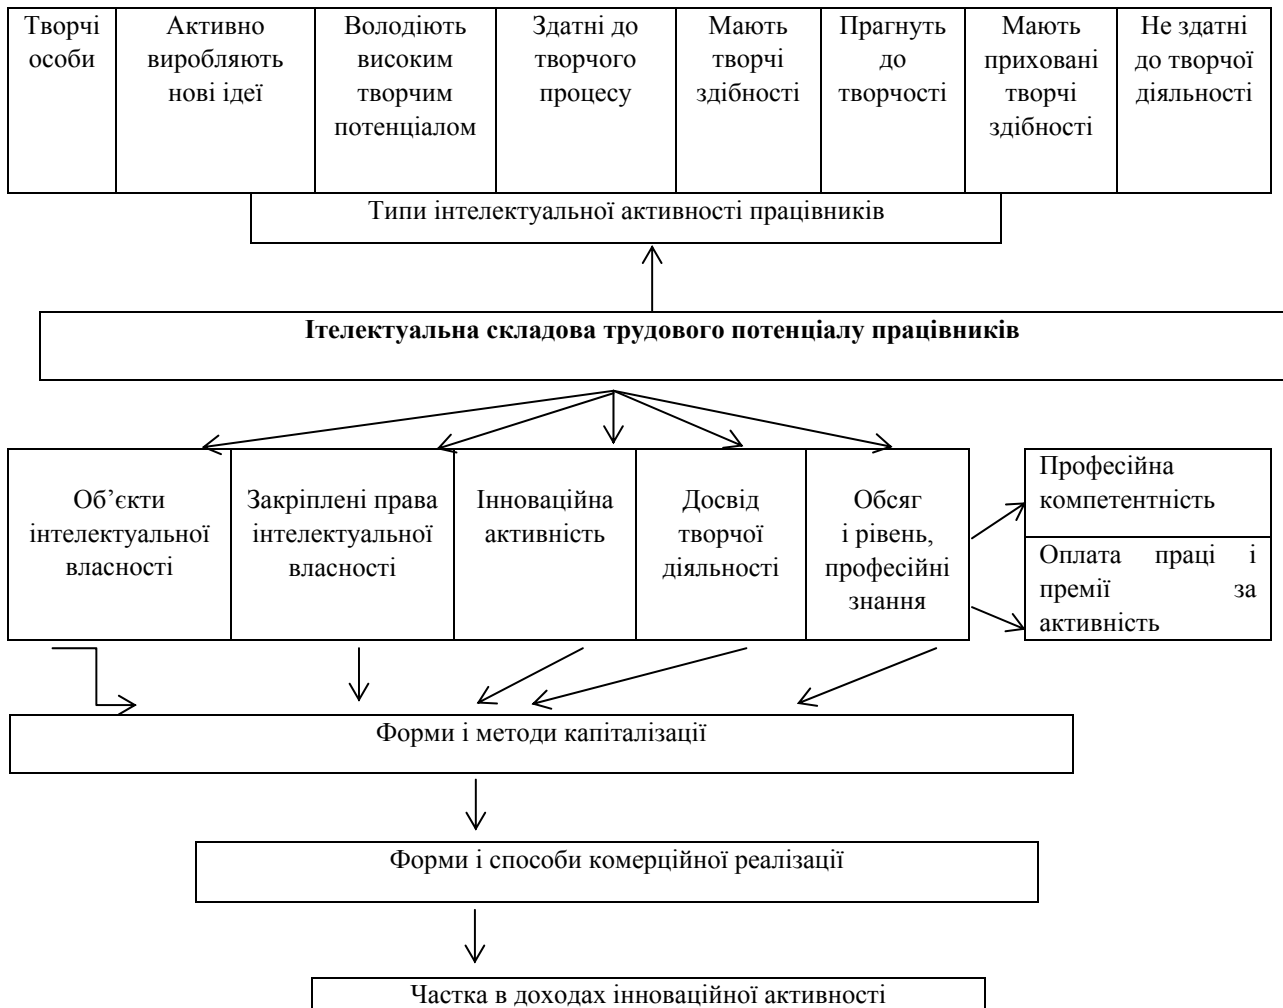 Творчі
особи
Активно
виробляють
нові ідеї
Володіють
високим
творчим
потенціалом
Здатні до
творчого
процесу
Мають
творчі
здібності
Прагнуть
до
творчості
Мають
приховані
творчі
здібності
Не здатні
до творчої
діяльності
Типи інтелектуальної активності працівників
Ітелектуальна складова трудового потенціалу працівників
Об’єкти
інтелектуальної
власності
Закріплені права
інтелектуальної
власності
Інноваційна
активність
Досвід
творчої
діяльності
Обсяг
і рівень,
професійні
знання
Професійна
компетентність
Оплата праці і
премії за
активність
Форми і методи капіталізації
Форми і способи комерційної реалізації
Частка в доходах інноваційної активності